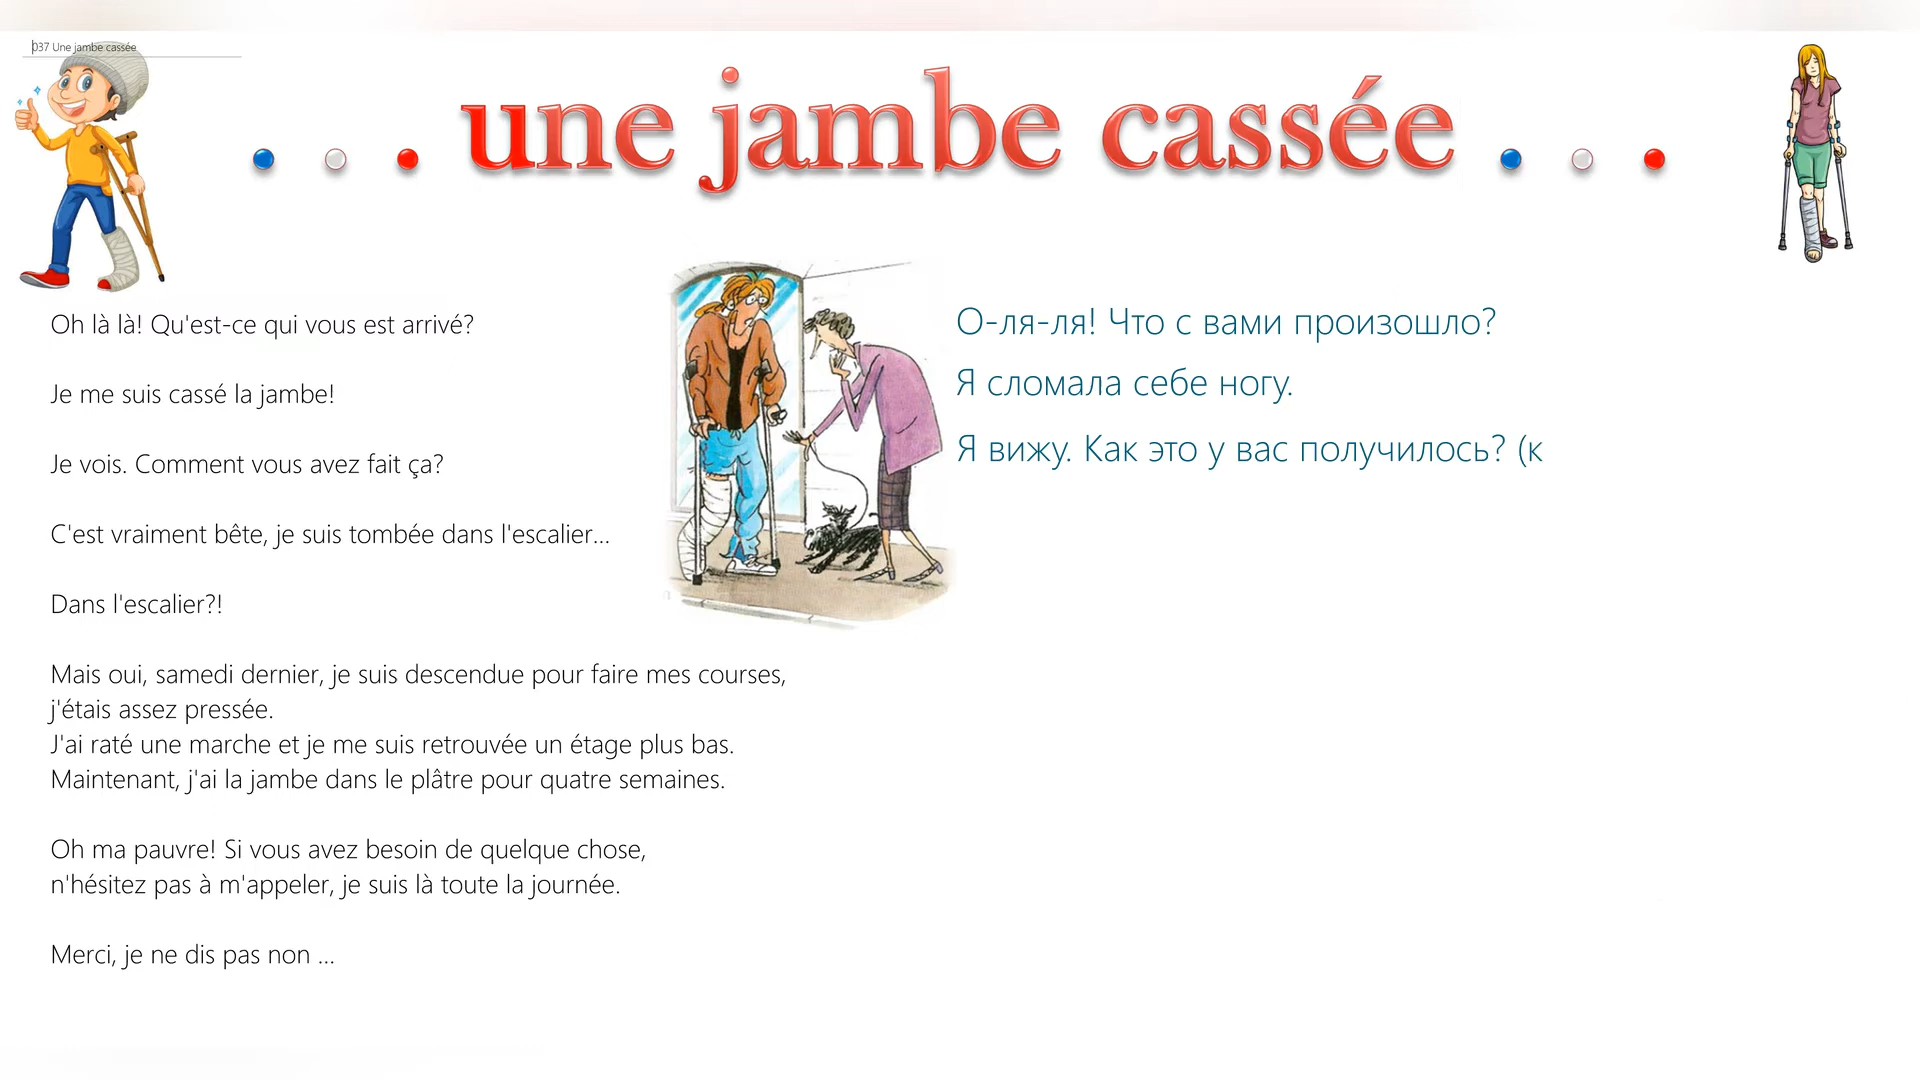 037 Une jambe cassée
. . . une jambe cassée . . .
Oh là là! Qu'est-ce qui vous est arrivé?
Je me suis cassé la jambe!
Je vois. Comment vous avez fait ça?
C'est vraiment bête, je suis tombée dans l'escalier...
Dans l'escalier?!
Mais oui, samedi dernier, je suis descendue pour faire mes courses,
j'étais assez pressée.
J'ai raté une marche et je me suis retrouvée un étage plus bas.
Maintenant, j'ai la jambe dans le plâtre pour quatre semaines.
Oh ma pauvre! Si vous avez besoin de quelque chose,
n'hésitez pas à m'appeler, je suis là toute la journée.
Merci, je ne dis pas non ...
О-ля-ля! Что с вами произошло?
Я сломала себе ногу.
Я вижу. Как это у вас получилось? (к